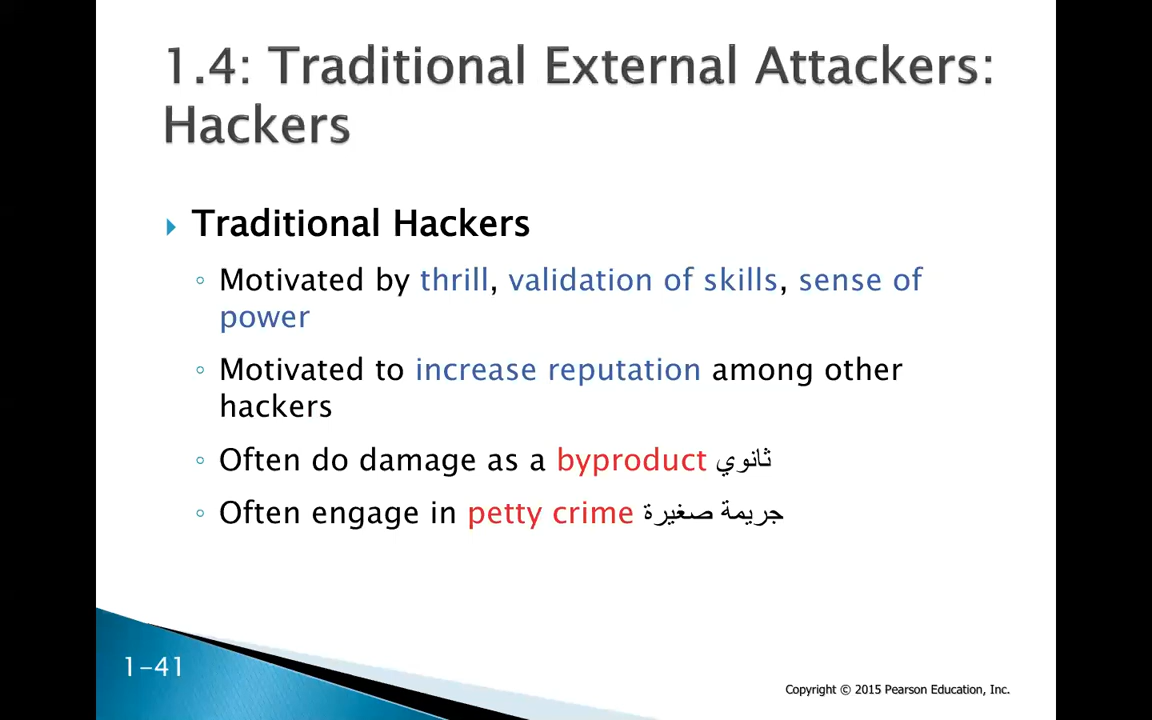 1.4: Traditional External Attackers:
Hackers
Traditional Hackers
Motivated by thrill, validation of skills, sense of
power
Motivated to increase reputation among other
hackers
Often do damage as a byproduct ثانوي
Often engage in petty crime جريمة صغيرة
1-41
Copyright © 2015 Pearson Education, Inc.